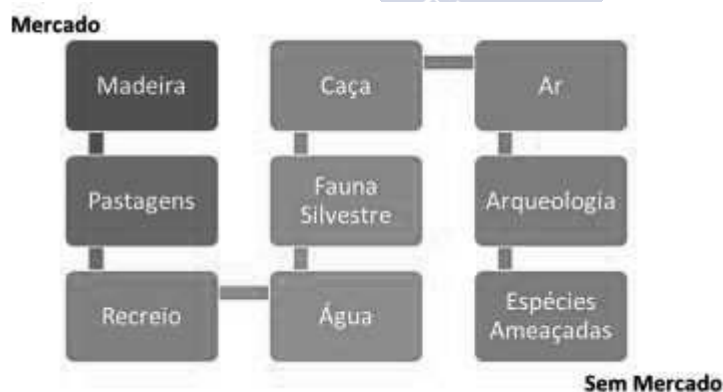 Mercado
Madeira
Pastagens
Recreio
Água
Fauna
Silvestre
Caça
Ar
Arqueologia
Espécies
Ameaçadas
Sem Mercado